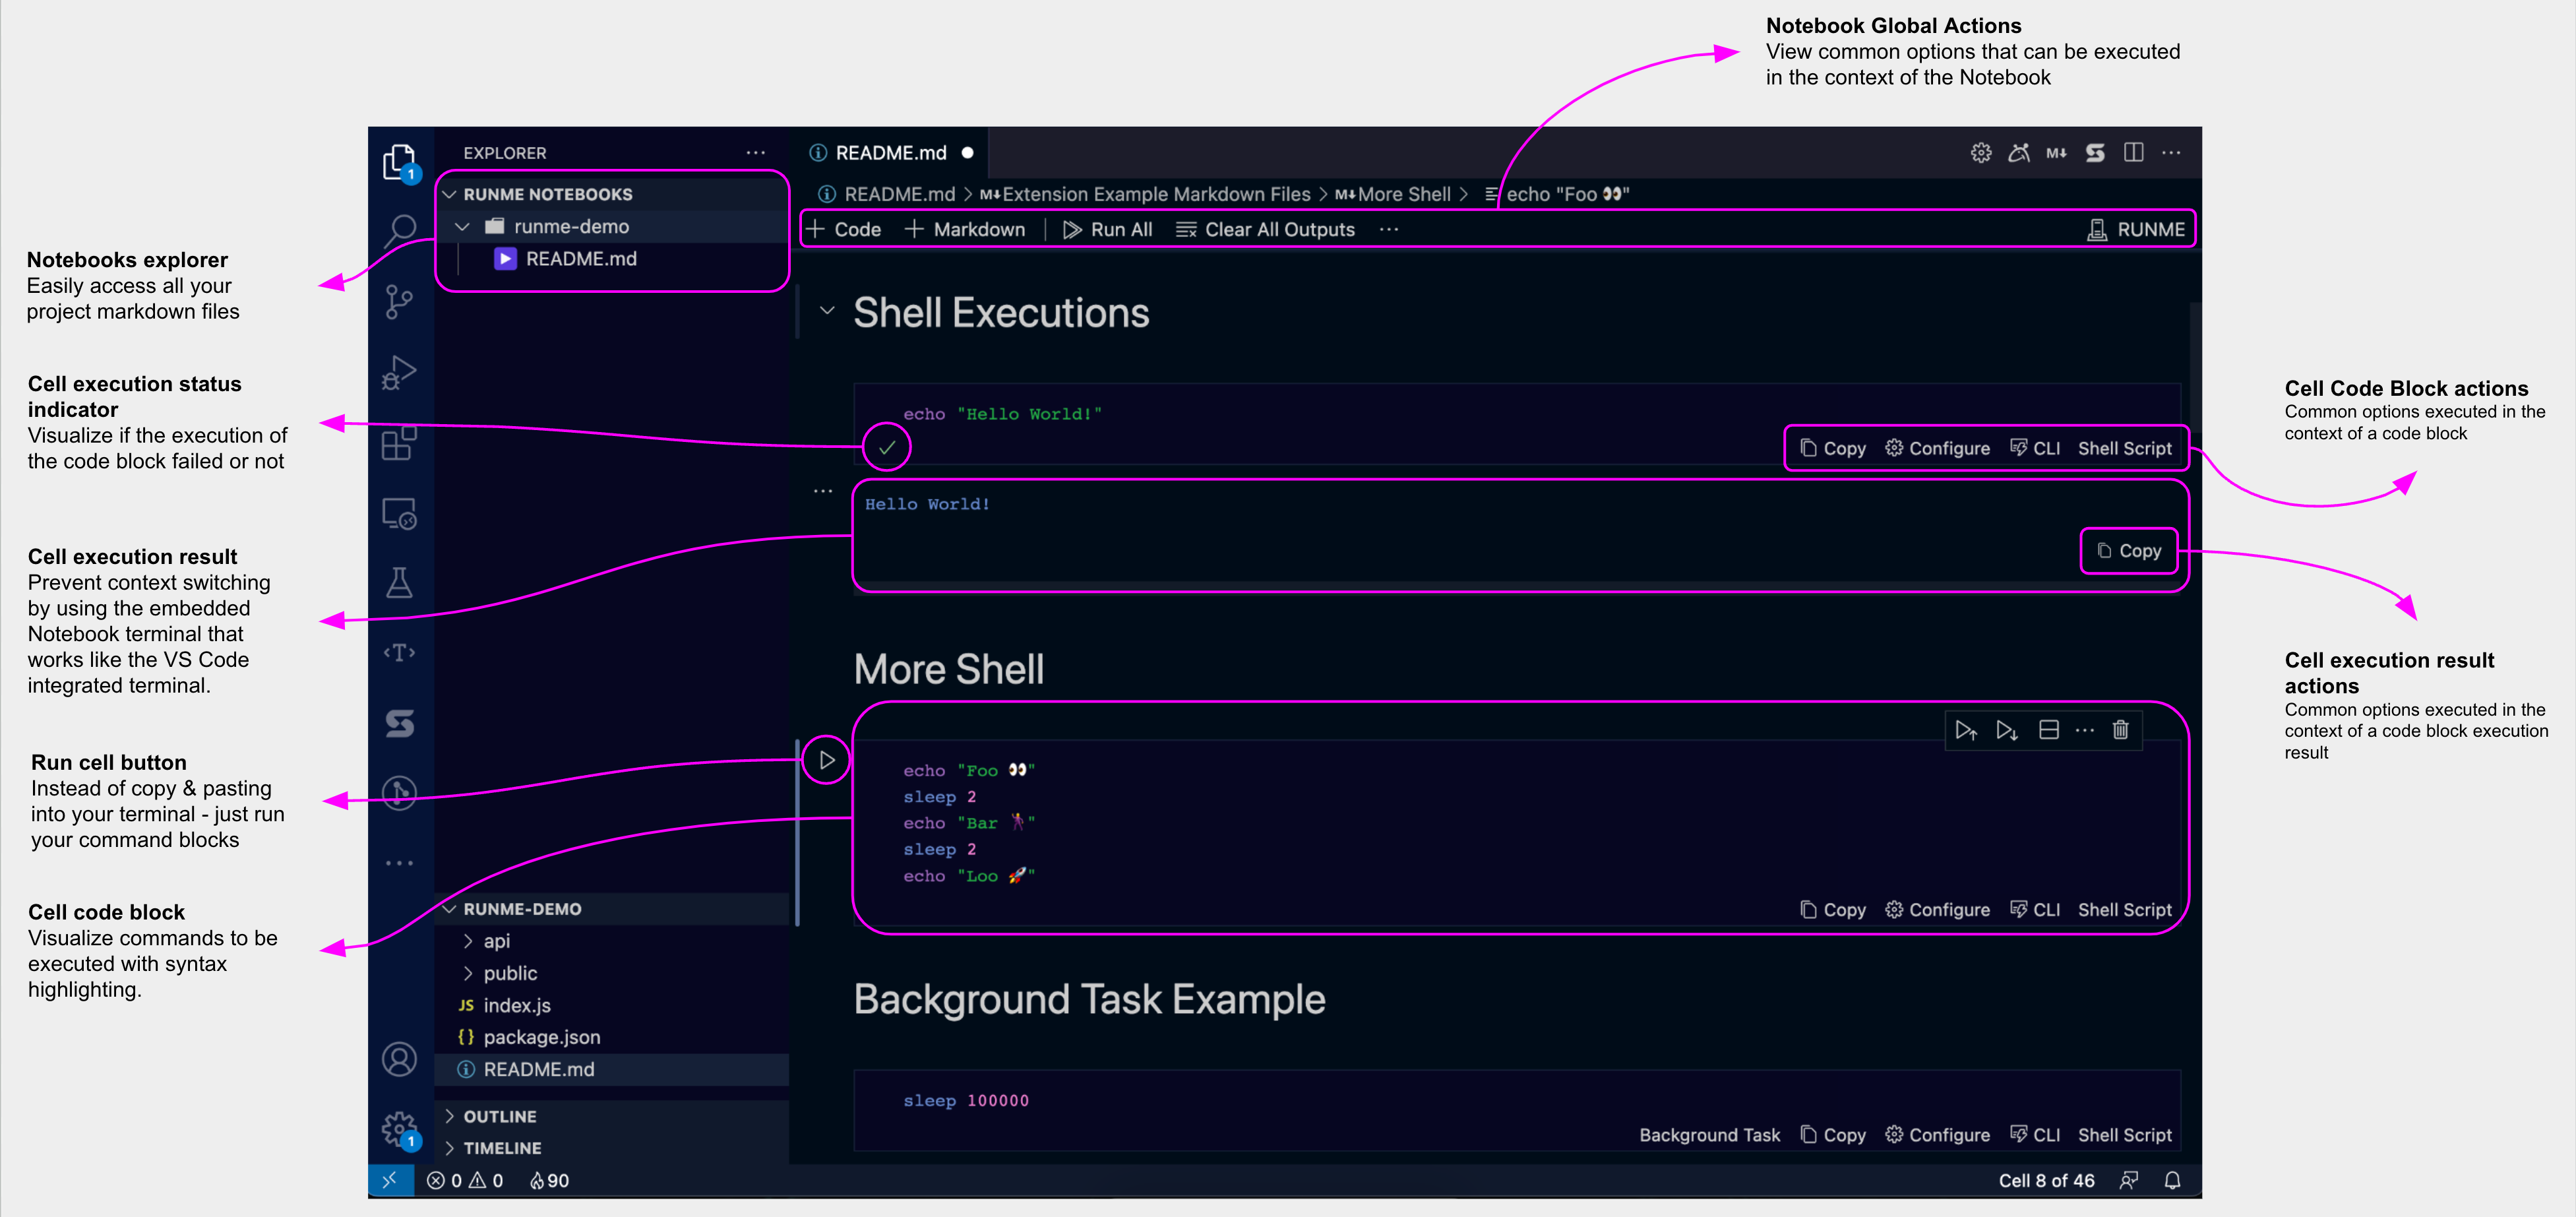 Notebook Global Actions
View common options that can be executed
in the context of the Notebook
Notebooks explorer
Easily access all your
project markdown files
Cell execution status
indicator
Visualize if the execution of
the code block failed or not
Cell execution result
Prevent context switching
by using the embedded
Notebook terminal that
works like the VS Code
integrated terminal.
Run cell button
Instead of copy & pasting
into your terminal - just run
your command blocks
Cell code block
Visualize commands to be
executed with syntax
highlighting.
1
<T>
1
EXPLORER ···
RUNME NOTEBOOKS
runme-demo
README.md
RUNME-DEMO
api
public
JS index.js
{} package.json
README.md
OUTLINE
TIMELINE
README.md ●
M↓ ···
README.md > M↓Extension Example Markdown Files > M↓More Shell > echo "Foo 👀"
+ Code + Markdown | Run All Clear All Outputs ··· RUNME
Shell Executions
echo "Hello World!"
Copy Configure CLI Shell Script
···
Hello World!
Copy
More Shell
···
echo "Foo 👀"
sleep 2
echo "Bar 🕺"
sleep 2
echo "Loo 🚀"
Copy Configure CLI Shell Script
Background Task Example
sleep 100000
Background Task Copy Configure CLI Shell Script
0 0 90 Cell 8 of 46
Cell Code Block actions
Common options executed in the
context of a code block
Cell execution result
actions
Common options executed in the
context of a code block execution
result